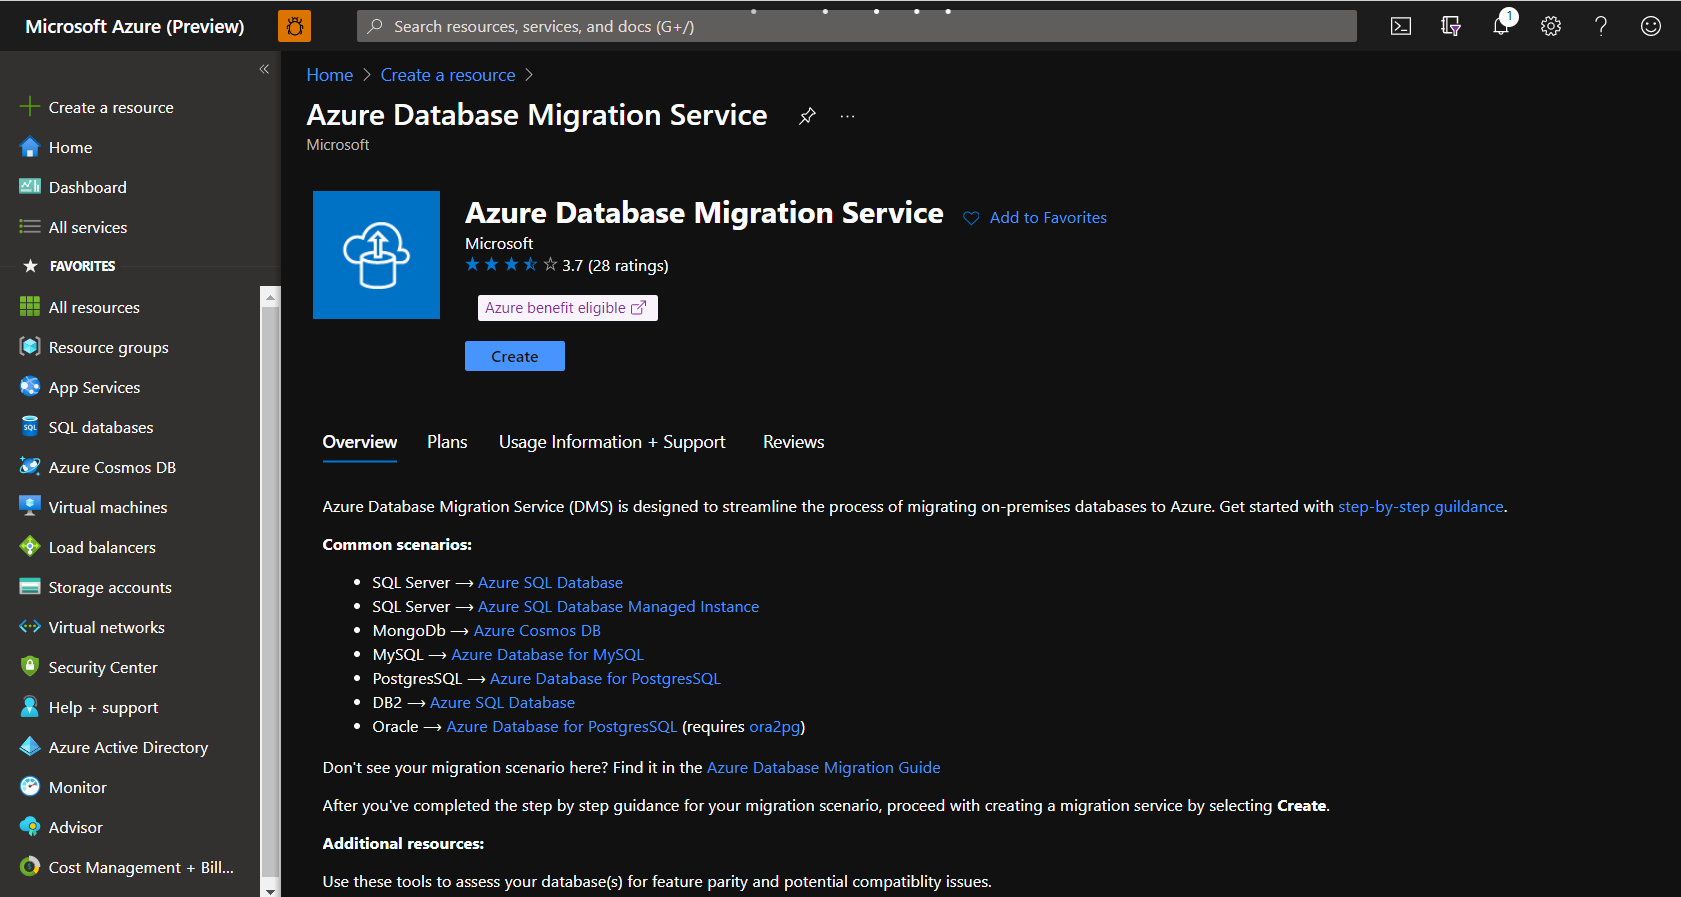 Microsoft Azure (Preview)
Search resources, services, and docs (G+/)
1
Create a resource
Home
Dashboard
All services
FAVORITES
All resources
Resource groups
App Services
SQL databases
Azure Cosmos DB
Virtual machines
Load balancers
Storage accounts
Virtual networks
Security Center
Help + support
Azure Active Directory
Monitor
Advisor
Cost Management + Bill...
Home > Create a resource >
Azure Database Migration Service ...
Microsoft
Azure Database Migration Service
Add to Favorites
Microsoft
3.7 (28 ratings)
Azure benefit eligible
Create
Overview Plans Usage Information + Support Reviews
Azure Database Migration Service (DMS) is designed to streamline the process of migrating on-premises databases to Azure. Get started with step-by-step guildance.
Common scenarios:
• SQL Server → Azure SQL Database
• SQL Server → Azure SQL Database Managed Instance
• MongoDb → Azure Cosmos DB
• MySQL → Azure Database for MySQL
• PostgresSQL → Azure Database for PostgresSQL
• DB2 → Azure SQL Database
• Oracle → Azure Database for PostgresSQL (requires ora2pg)
Don't see your migration scenario here? Find it in the Azure Database Migration Guide
After you've completed the step by step guidance for your migration scenario, proceed with creating a migration service by selecting Create.
Additional resources:
Use these tools to assess your database(s) for feature parity and potential compatiblity issues.